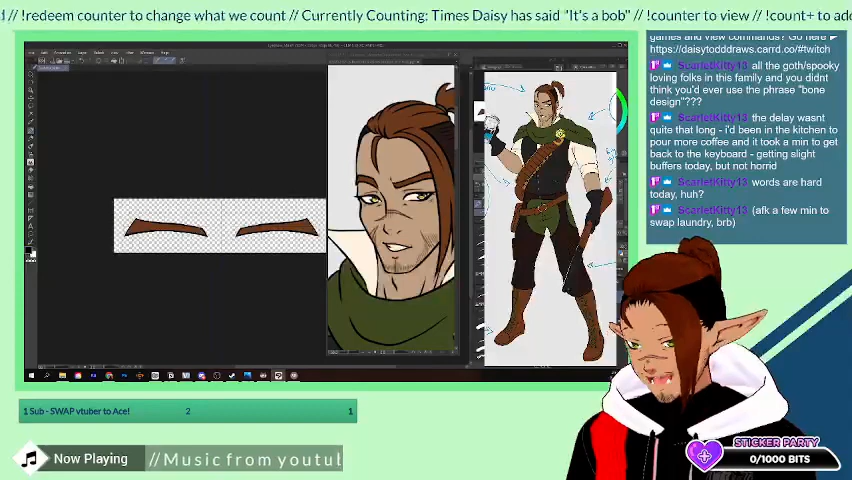 !redeem counter to change what we count // Currently Counting: Times Daisy has said "It's a bob" // !counter to view // !count+ to add
games and view commands? Go here ►
https://daisytodddraws.carrd.co/#twitch
ScarletKitty13 all the goth/spooky
loving folks in this family and you didnt
think you'd ever use the phrase "bone
design"???
ScarletKitty13 the delay wasnt
quite that long - i'd been in the kitchen to
pour more coffee and it took a min to get
back to the keyboard - getting slight
buffers today, but not horrid
ScarletKitty13 words are hard
today, huh?
ScarletKitty13 (afk a few min to
swap laundry, brb)
1 Sub - SWAP vtuber to Ace! 2 1
STICKER PARTY
0/1000 BITS
Now Playing //Music from youtu